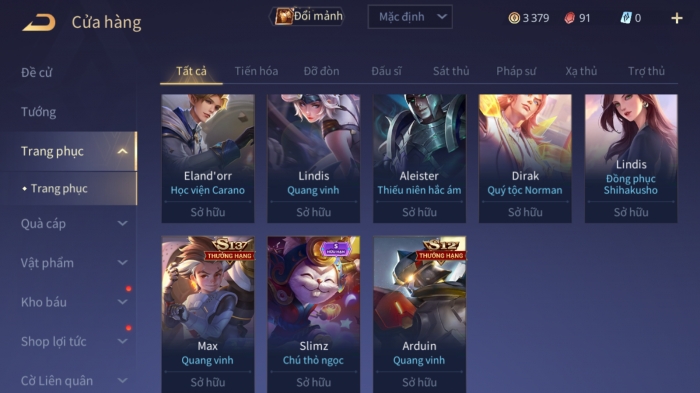 Cửa hàng
Đổi mảnh
Mặc định
3 379
91
0
Đề cử
Tướng
Trang phục
Trang phục
Quà cáp
Vật phẩm
Kho báu
Shop lợi tức
Cờ Liên quân
Tất cả
Tiến hóa
Đỡ đòn
Đấu sĩ
Sát thủ
Pháp sư
Xạ thủ
Trợ thủ
Eland'orr
Học viện Carano
Sở hữu
Lindis
Quang vinh
Sở hữu
Aleister
Thiếu niên hắc ám
Sở hữu
Dirak
Quý tộc Norman
Sở hữu
Lindis
Đồng phục
Shihakusho
Sở hữu
S13
THƯỞNG HẠNG
Max
Quang vinh
Sở hữu
S
HỮU HẠN
Slimz
Chú thỏ ngọc
Sở hữu
S12
THƯỞNG HẠNG
Arduin
Quang vinh
Sở hữu